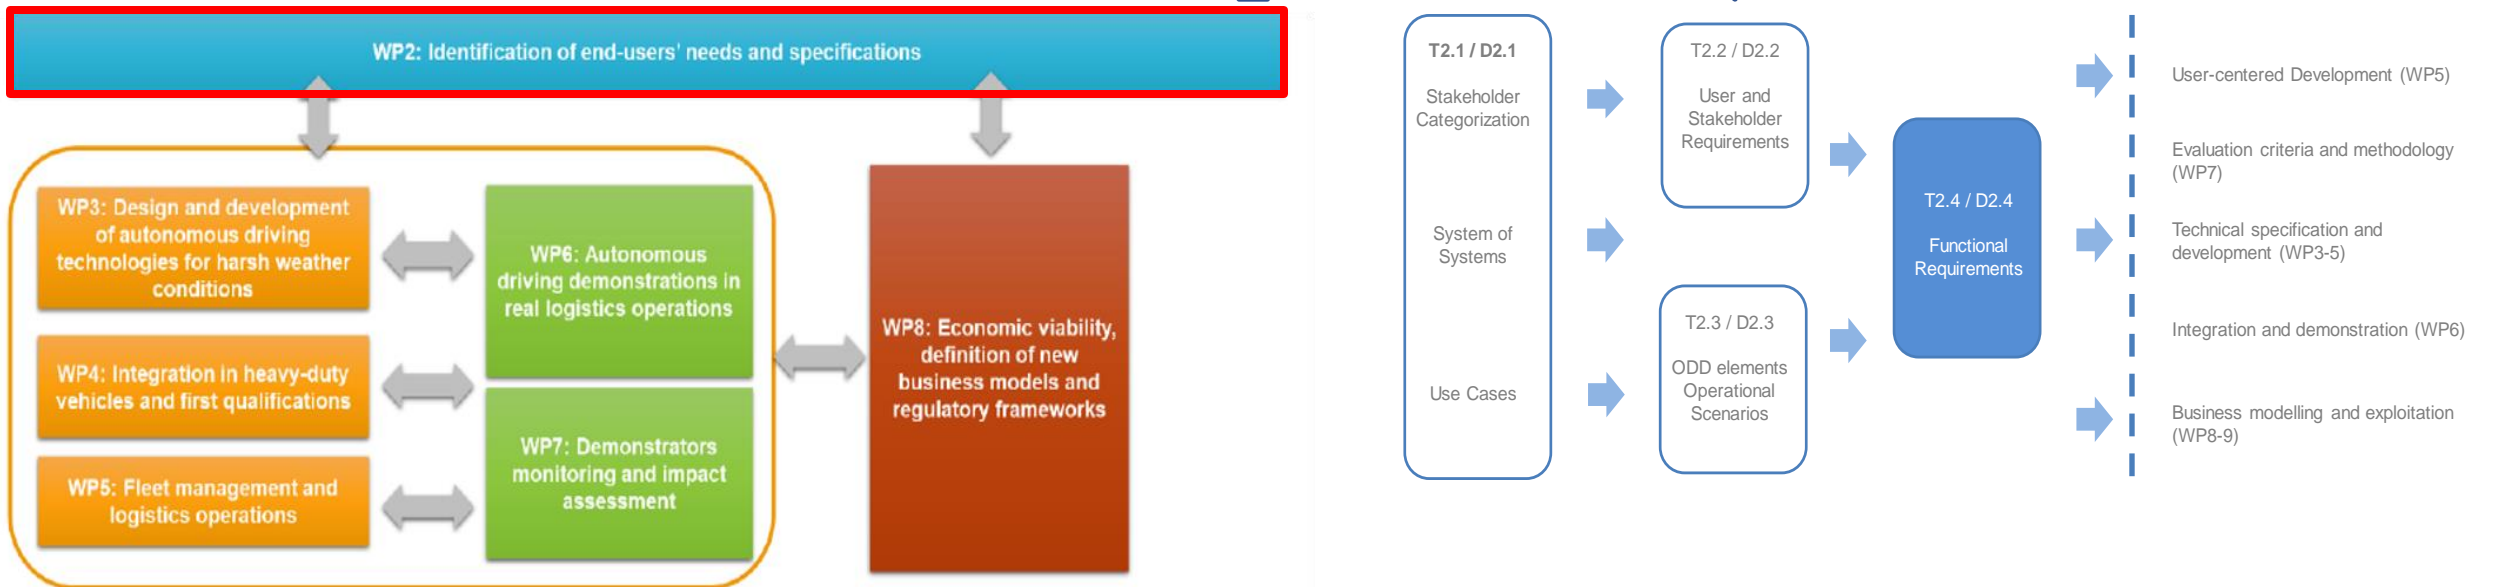 WP2: Identification of end-users' needs and specifications
WP3: Design and development
of autonomous driving
technologies for harsh weather
conditions
WP4: Integration in heavy-duty
vehicles and first qualifications
WP5: Fleet management and
logistics operations
WP6: Autonomous
driving demonstrations in
real logistics operations
WP7: Demonstrators
monitoring and impact
assessment
WP8: Economic viability,
definition of new
business models and
regulatory frameworks
T2.1 / D2.1
Stakeholder
Categorization
System of
Systems
Use Cases
T2.2 / D2.2
User and
Stakeholder
Requirements
T2.3 / D2.3
ODD elements
Operational
Scenarios
T2.4 / D2.4
Functional
Requirements
User-centered Development (WP5)
Evaluation criteria and methodology
(WP7)
Technical specification and
development (WP3-5)
Integration and demonstration (WP6)
Business modelling and exploitation
(WP8-9)